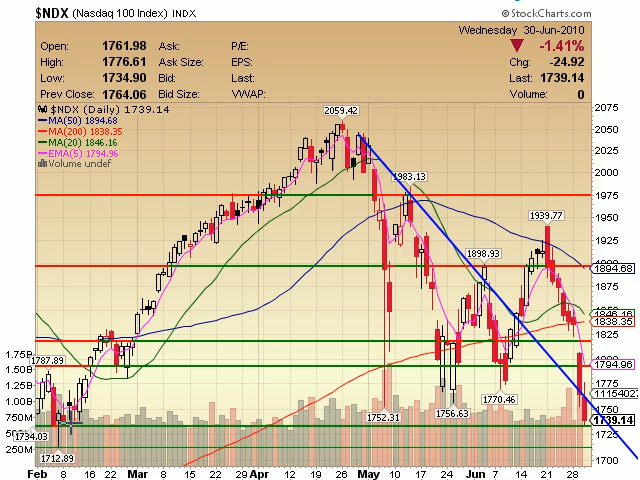 $NDX (Nasdaq 100 Index) INDX
© StockCharts.com
Wednesday 30-Jun-2010
Open: 1761.98 Ask: P/E: -1.41%
High: 1776.61 Ask Size: EPS: Chg: -24.92
Low: 1734.90 Bid: Last: Last: 1739.14
Prev Close: 1764.06 Bid Size: VWAP: Volume: 0
$NDX (Daily) 1739.14
MA(50) 1894.68
MA(200) 1838.35
MA(20) 1846.16
EMA(5) 1794.96
Volume undef
2059.42
1983.13
1939.77
1898.93
1787.89
1734.03
1712.89
1752.31
1756.63
1770.46
2075
2050
2025
2000
1975
1950
1925
1894.68
1875
1846.16
1838.35
1825
1794.96
1775
1154027
1750
1739.14
1725
1700
1.75B
1.50B
1.25B
1.00B
750M
500M
250M
Feb 8 16 22 Mar 8 15 22 29 Apr 12 19 26 May 10 17 24 Jun 7 14 21 28